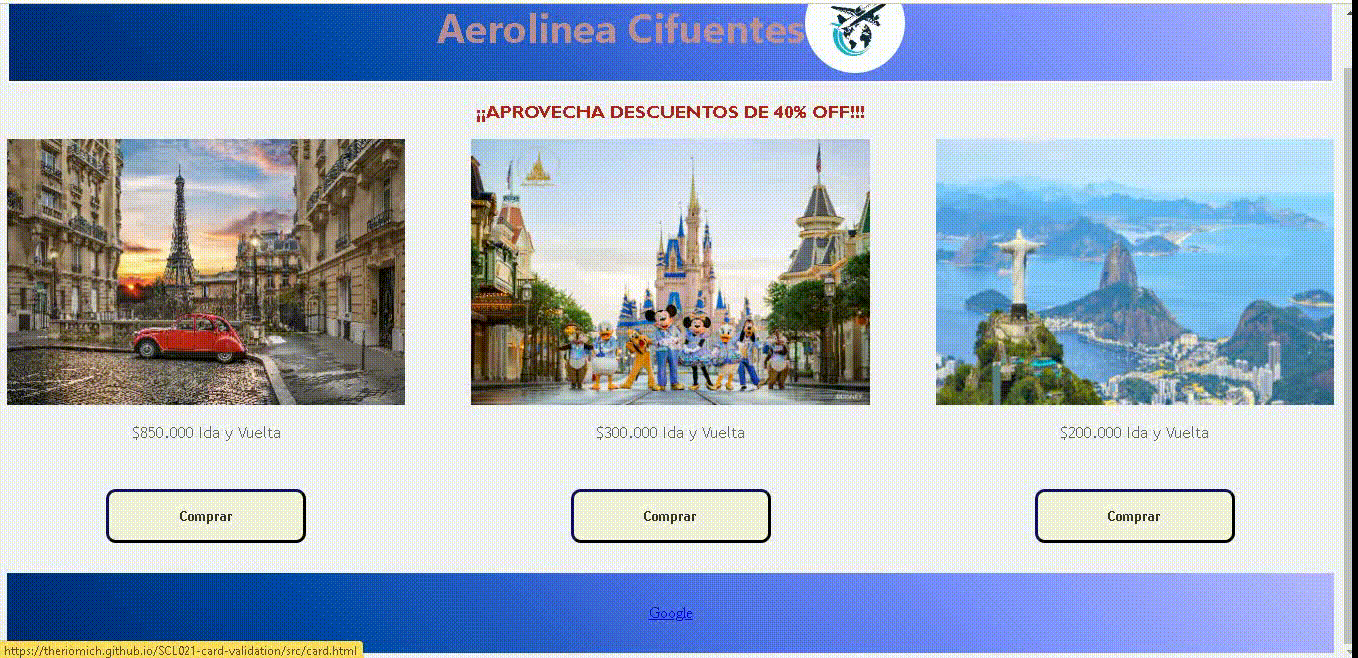 Aerolinea Cifuentes
¡¡APROVECHA DESCUENTOS DE 40% OFF!!!
©DISNEY
$850.000 Ida y Vuelta
$300.000 Ida y Vuelta
$200.000 Ida y Vuelta
Comprar
Comprar
Comprar
Google
https://theriomich.github.io/SCL021-card-validation/src/card.html